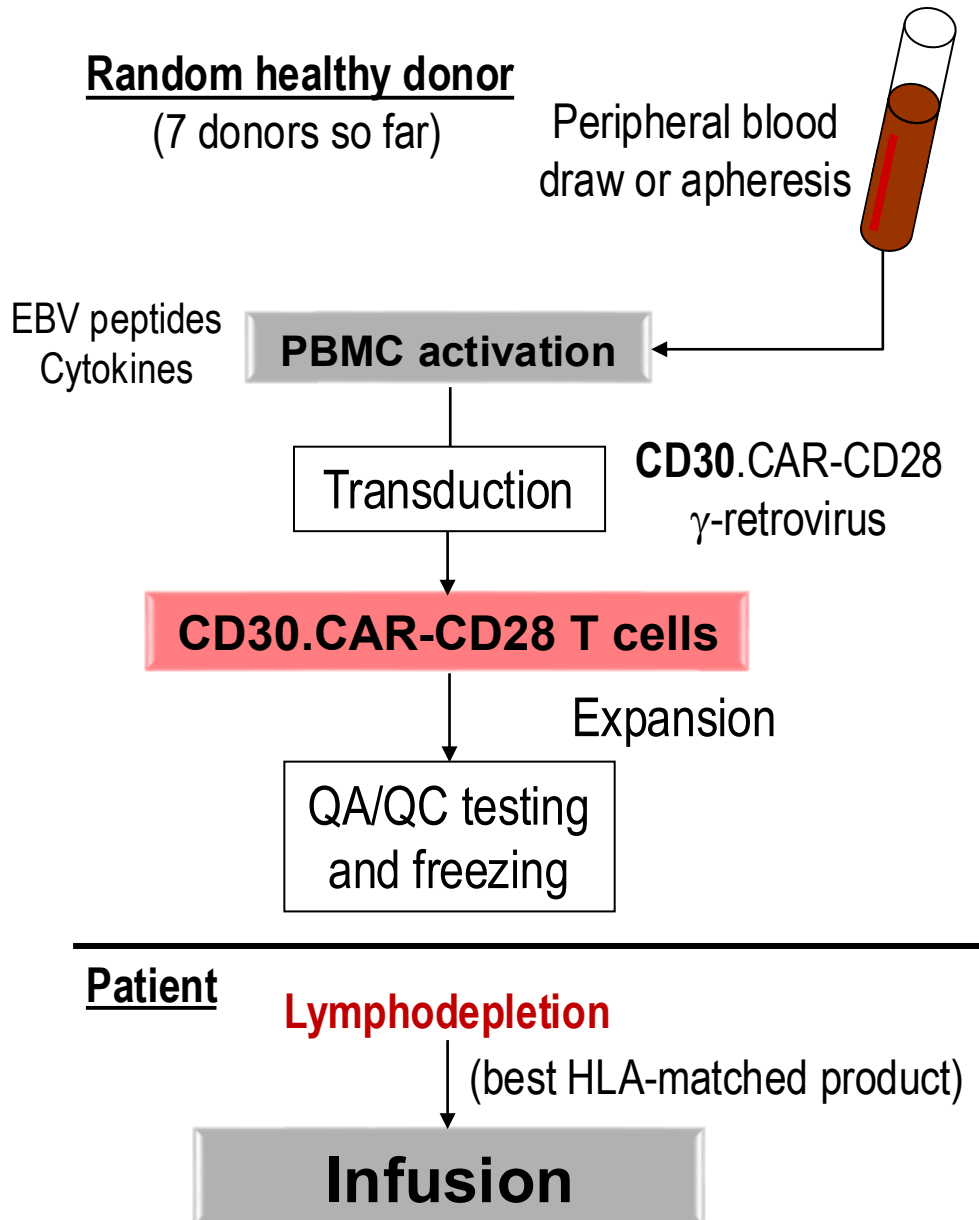 Random healthy donor
(7 donors so far)
Peripheral blood
draw or apheresis
EBV peptides
Cytokines
PBMC activation
Transduction
CD30.CAR-CD28
γ-retrovirus
CD30.CAR-CD28 T cells
Expansion
QA/QC testing
and freezing
Patient
Lymphodepletion
(best HLA-matched product)
Infusion